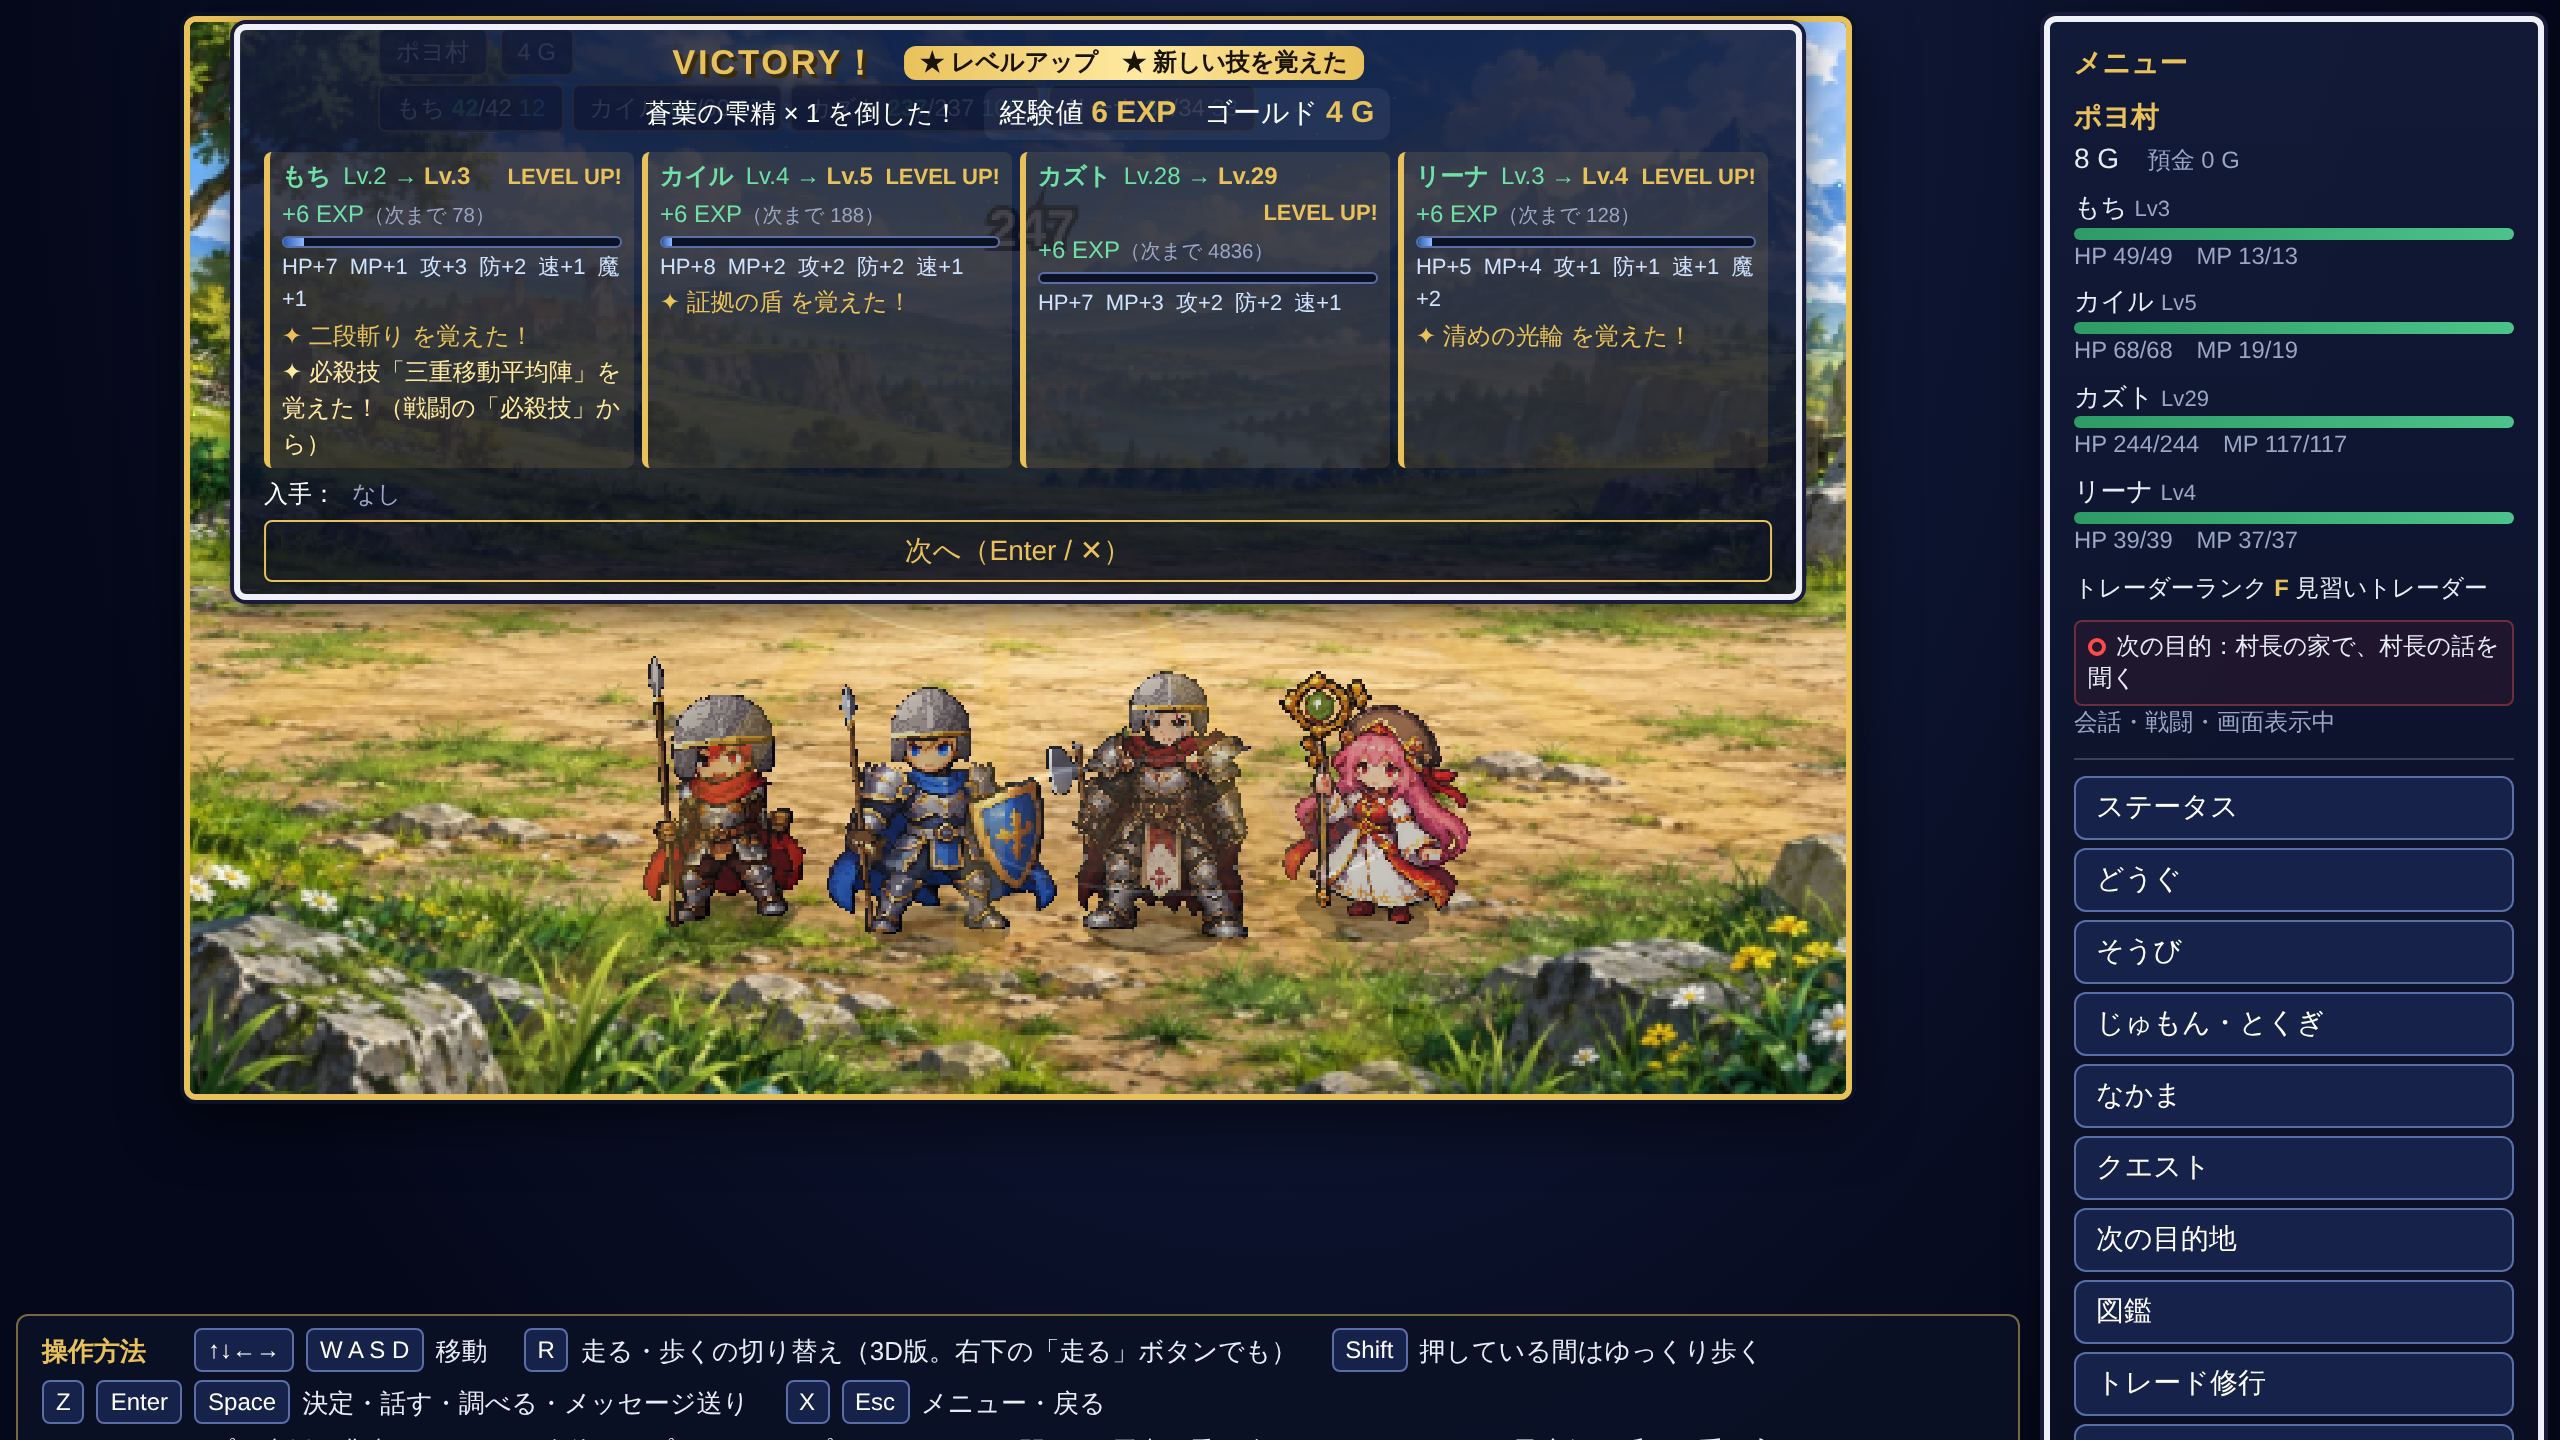 ポヨ村 4 G
VICTORY！ ★ レベルアップ ★ 新しい技を覚えた
もち 42/42 12
蒼葉の雫精 × 1 を倒した！ 経験値 6 EXP ゴールド 4 G
もち Lv.2 → Lv.3 LEVEL UP!
+6 EXP（次まで 78）
HP+7 MP+1 攻+3 防+2 速+1 魔
+1
✦ 二段斬り を覚えた！
✦ 必殺技「三重移動平均陣」を
覚えた！（戦闘の「必殺技」か
ら）
カイル Lv.4 → Lv.5 LEVEL UP!
+6 EXP（次まで 188）
HP+8 MP+2 攻+2 防+2 速+1
✦ 証拠の盾 を覚えた！
247
カズト Lv.28 → Lv.29
LEVEL UP!
+6 EXP（次まで 4836）
HP+7 MP+3 攻+2 防+2 速+1
リーナ Lv.3 → Lv.4 LEVEL UP!
+6 EXP（次まで 128）
HP+5 MP+4 攻+1 防+1 速+1 魔
+2
✦ 清めの光輪 を覚えた！
入手： なし
次へ（Enter / ✕）
メニュー
ポヨ村
8 G 預金 0 G
もち Lv3
HP 49/49 MP 13/13
カイル Lv5
HP 68/68 MP 19/19
カズト Lv29
HP 244/244 MP 117/117
リーナ Lv4
HP 39/39 MP 37/37
トレーダーランク F 見習いトレーダー
次の目的：村長の家で、村長の話を
聞く
会話・戦闘・画面表示中
ステータス
どうぐ
そうび
じゅもん・とくぎ
なかま
クエスト
次の目的地
図鑑
トレード修行
操作方法 ↑↓←→ W A S D 移動 R 走る・歩くの切り替え（3D版。右下の「走る」ボタンでも） Shift 押している間はゆっくり歩く
Z Enter Space 決定・話す・調べる・メッセージ送り X Esc メニュー・戻る